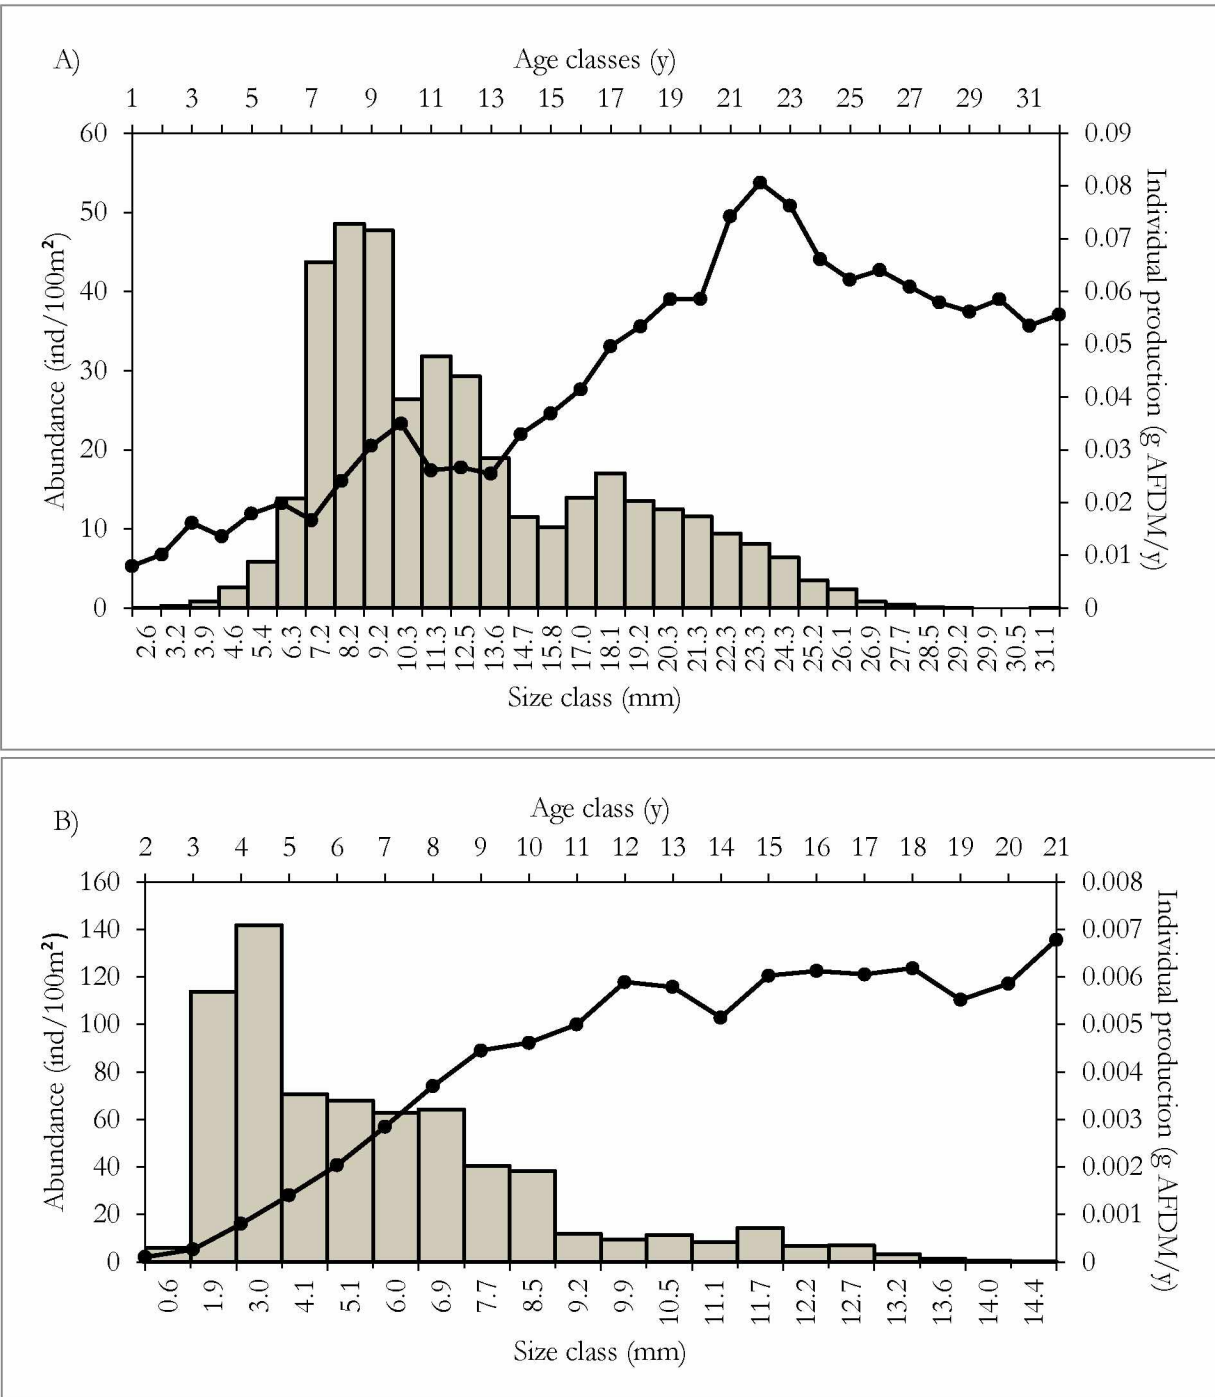 A)
Age classes (y)
1 3 5 7 9 11 13 15 17 19 21 23 25 27 29 31
60 0.09
0.08
50
0.07
40 0.06
0.05
30
0.04
20 0.03
0.02
10
0.01
0 0
Abundance (ind/100m²)
Individual production (g AFDM/y)
2.6 3.2 3.9 4.6 5.4 6.3 7.2 8.2 9.2 10.3 11.3 12.5 13.6 14.7 15.8 17.0 18.1 19.2 20.3 21.3 22.3 23.3 24.3 25.2 26.1 26.9 27.7 28.5 29.2 29.9 30.5 31.1
Size class (mm)
B)
Age class (y)
2 3 4 5 6 7 8 9 10 11 12 13 14 15 16 17 18 19 20 21
160 0.008
140 0.007
120 0.006
100 0.005
80 0.004
60 0.003
40 0.002
20 0.001
0 0
Abundance (ind/100m²)
Individual production (g AFDM/y)
0.6 1.9 3.0 4.1 5.1 6.0 6.9 7.7 8.5 9.2 9.9 10.5 11.1 11.7 12.2 12.7 13.2 13.6 14.0 14.4
Size class (mm)